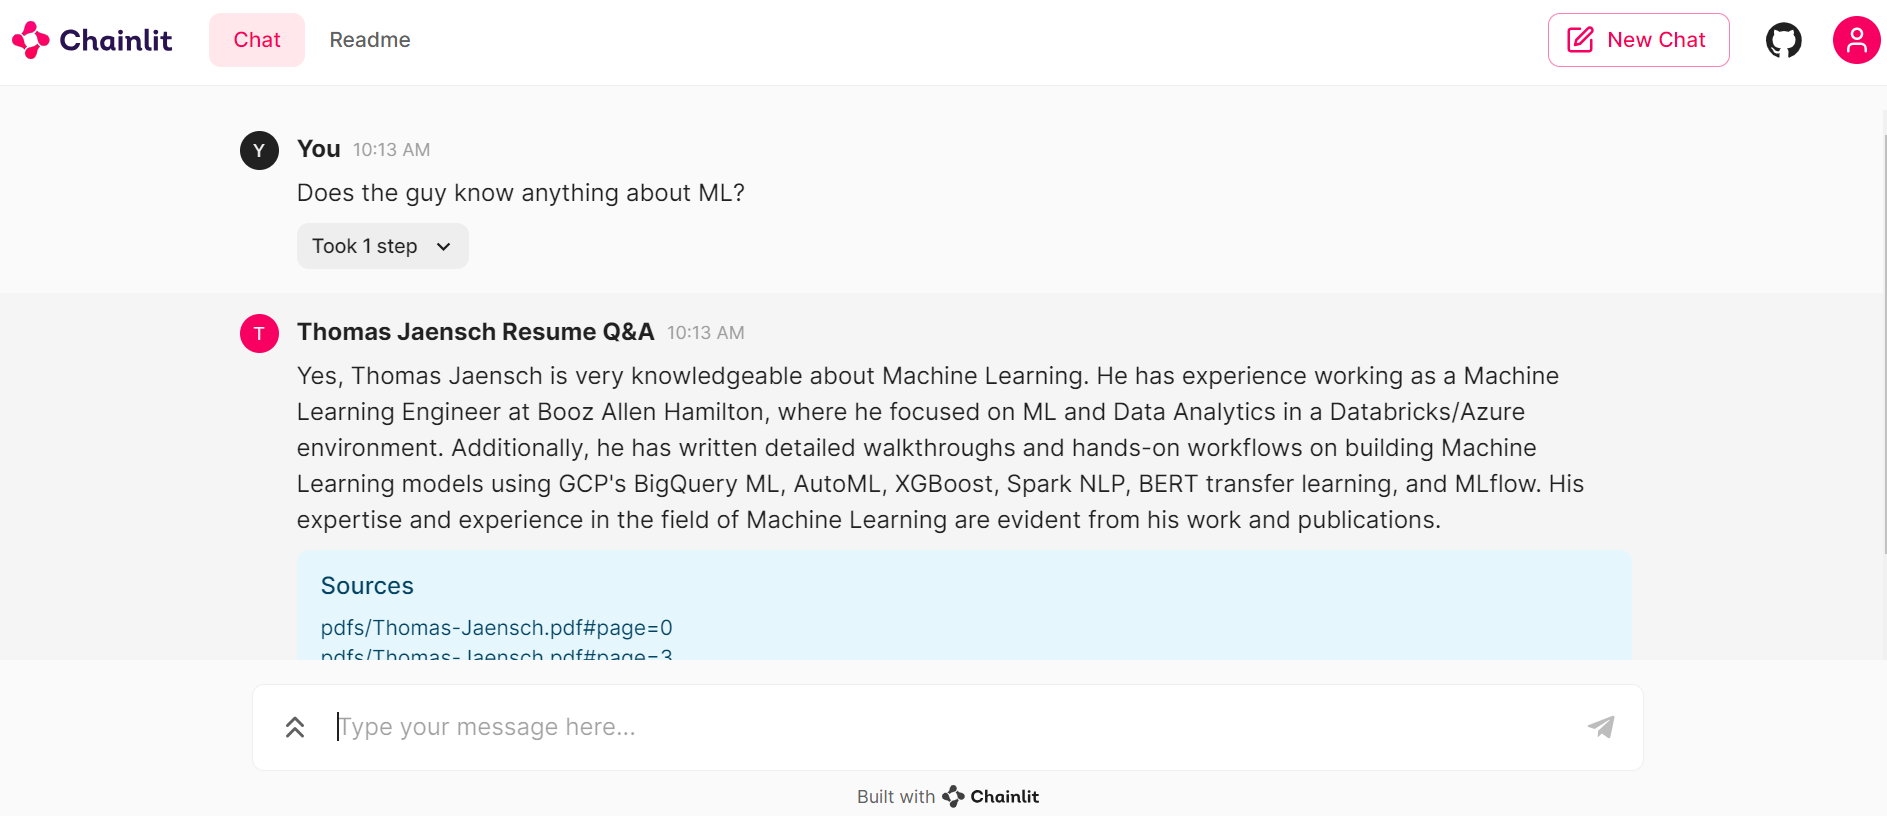 Chainlit
Chat
Readme
New Chat
Y
You 10:13 AM
Does the guy know anything about ML?
Took 1 step
T
Thomas Jaensch Resume Q&A 10:13 AM
Yes, Thomas Jaensch is very knowledgeable about Machine Learning. He has experience working as a Machine
Learning Engineer at Booz Allen Hamilton, where he focused on ML and Data Analytics in a Databricks/Azure
environment. Additionally, he has written detailed walkthroughs and hands-on workflows on building Machine
Learning models using GCP's BigQuery ML, AutoML, XGBoost, Spark NLP, BERT transfer learning, and MLflow. His
expertise and experience in the field of Machine Learning are evident from his work and publications.
Sources
pdfs/Thomas-Jaensch.pdf#page=0
pdfs/Thomas-Jaensch.pdf#page=3
Type your message here...
Built with Chainlit